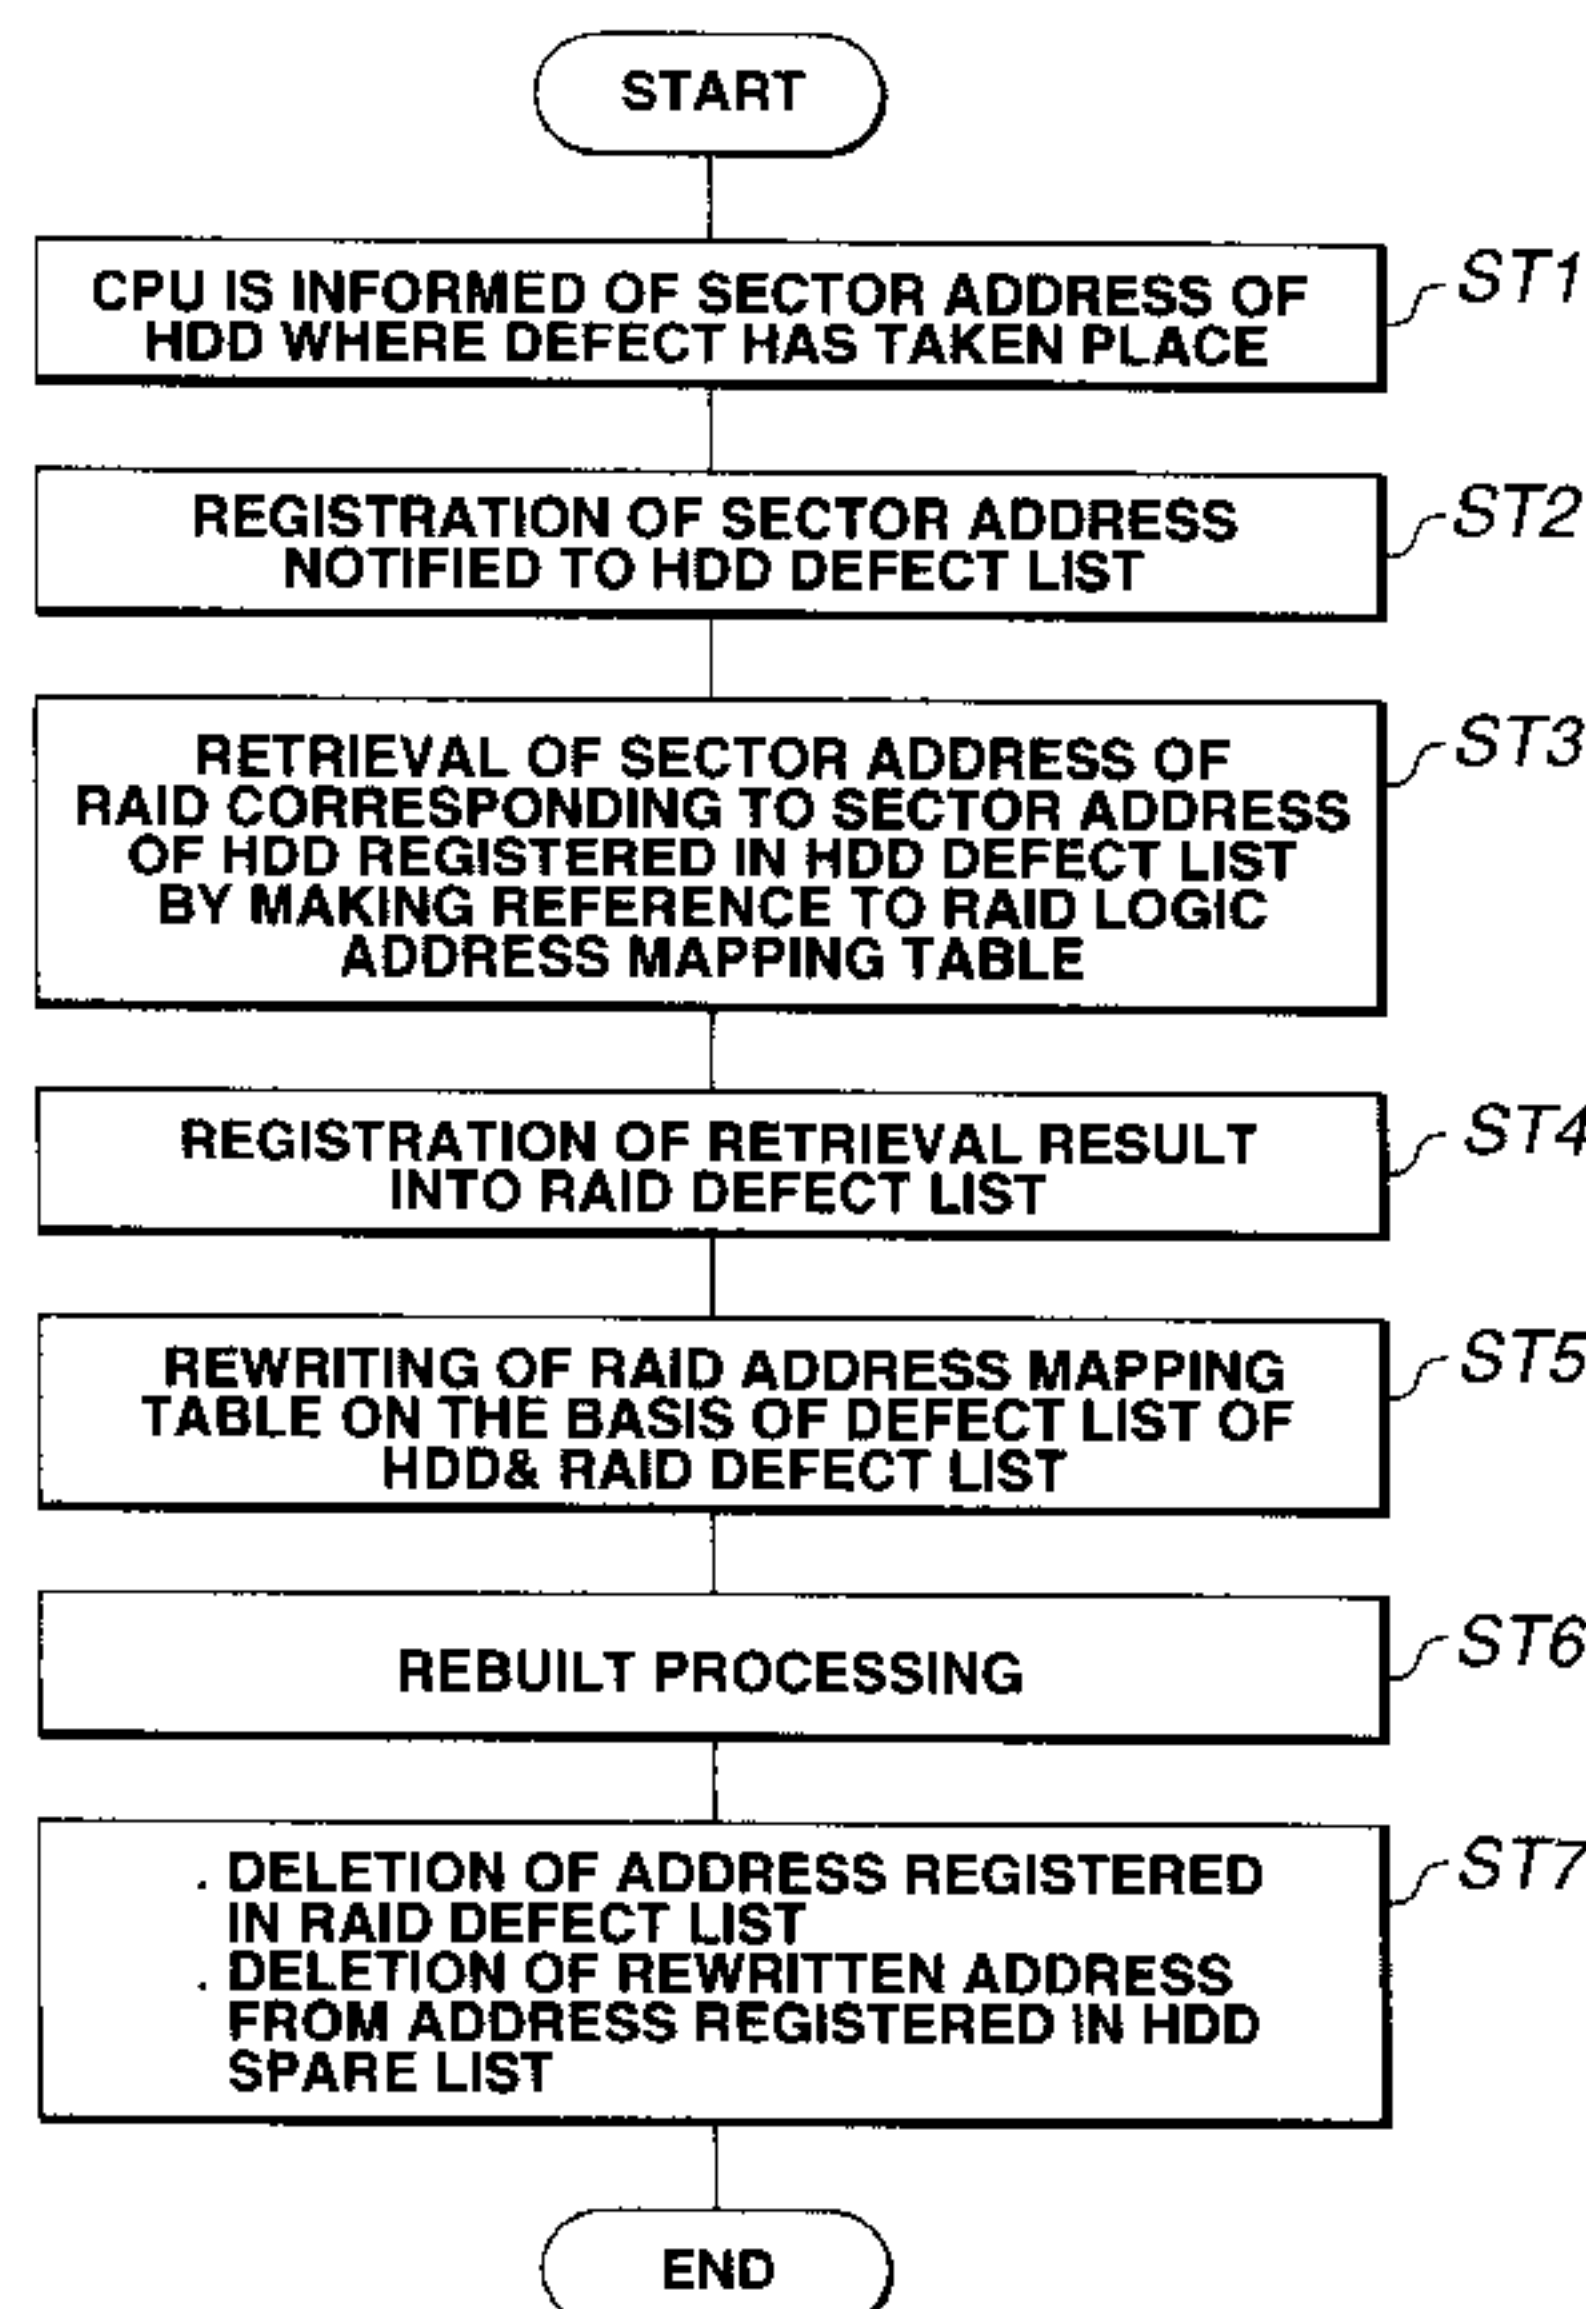 START
CPU IS INFORMED OF SECTOR ADDRESS OF
HDD WHERE DEFECT HAS TAKEN PLACE
ST1
REGISTRATION OF SECTOR ADDRESS
NOTIFIED TO HDD DEFECT LIST
ST2
RETRIEVAL OF SECTOR ADDRESS OF
RAID CORRESPONDING TO SECTOR ADDRESS
OF HDD REGISTERED IN HDD DEFECT LIST
BY MAKING REFERENCE TO RAID LOGIC
ADDRESS MAPPING TABLE
ST3
REGISTRATION OF RETRIEVAL RESULT
INTO RAID DEFECT LIST
ST4
REWRITING OF RAID ADDRESS MAPPING
TABLE ON THE BASIS OF DEFECT LIST OF
HDD& RAID DEFECT LIST
ST5
REBUILT PROCESSING
ST6
. DELETION OF ADDRESS REGISTERED
IN RAID DEFECT LIST
. DELETION OF REWRITTEN ADDRESS
FROM ADDRESS REGISTERED IN HDD
SPARE LIST
ST7
END